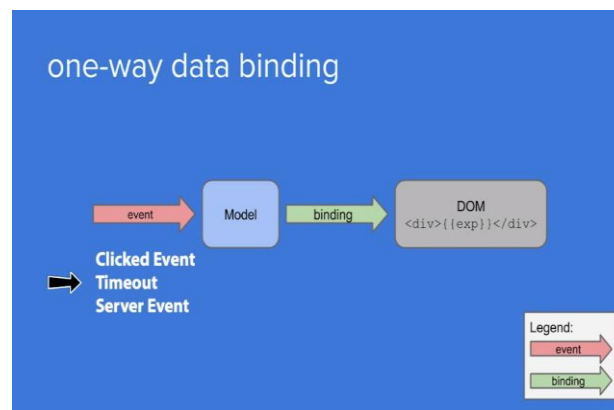 one-way data binding
event
Model
binding
DOM
<div>{{exp}}</div>
Clicked Event
Timeout
Server Event
Legend:
event
binding